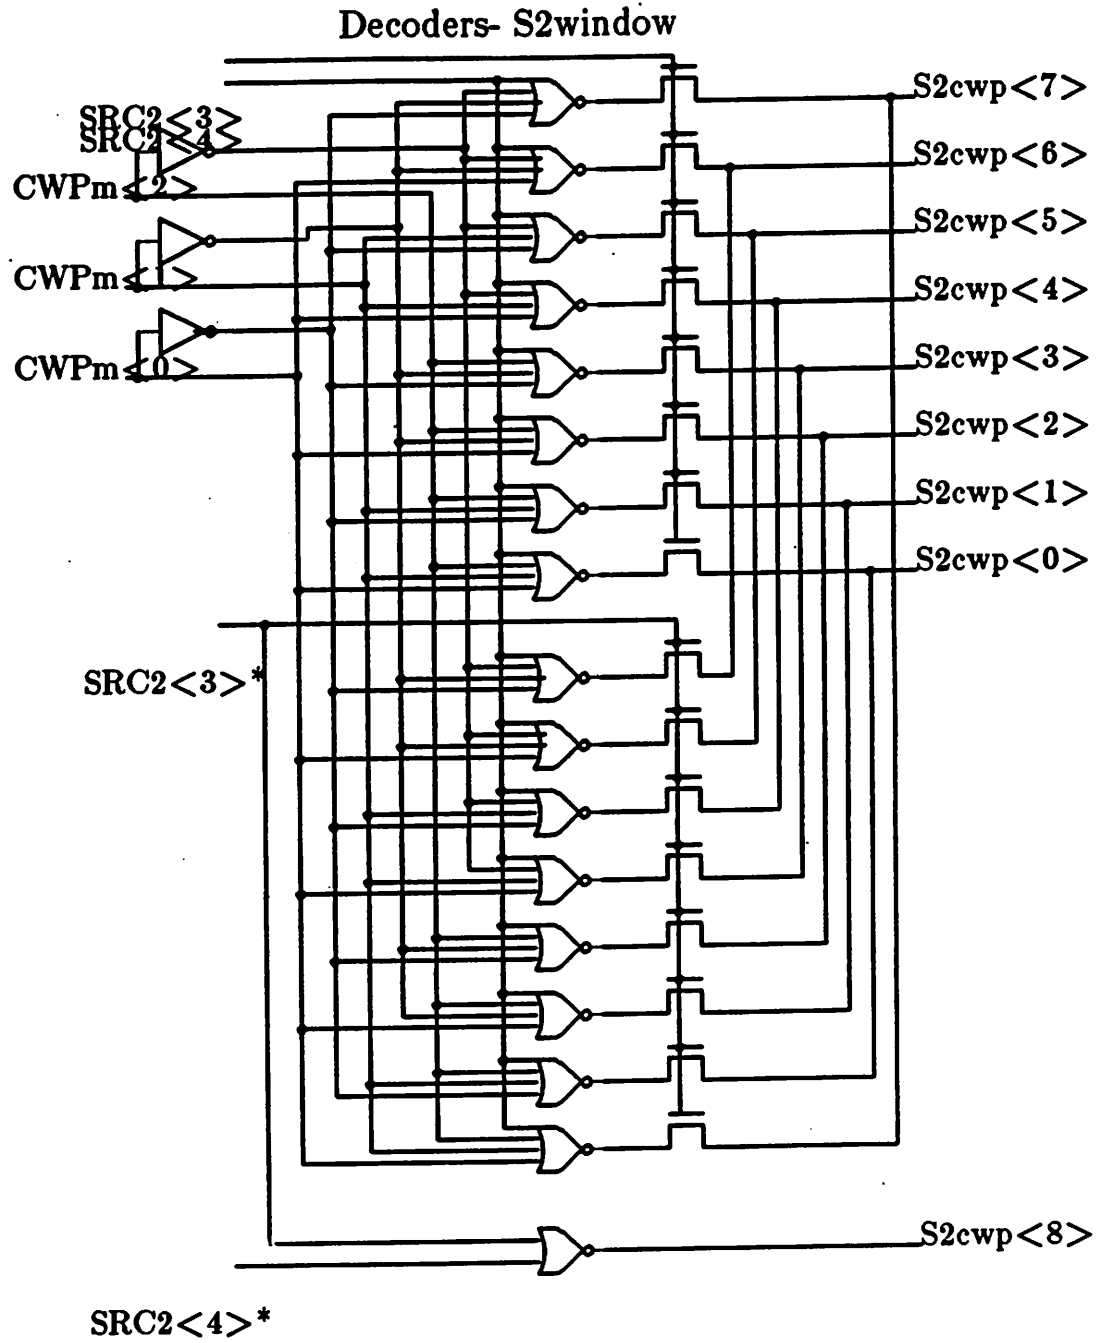 Decoders- S2window
S2cwp<7>
SRC2<3>
SRC2<4>
S2cwp<6>
CWPm<2>
S2cwp<5>
CWPm<1>
S2cwp<4>
S2cwp<3>
CWPm<0>
S2cwp<2>
S2cwp<1>
S2cwp<0>
SRC2<3>*
S2cwp<8>
SRC2<4>*